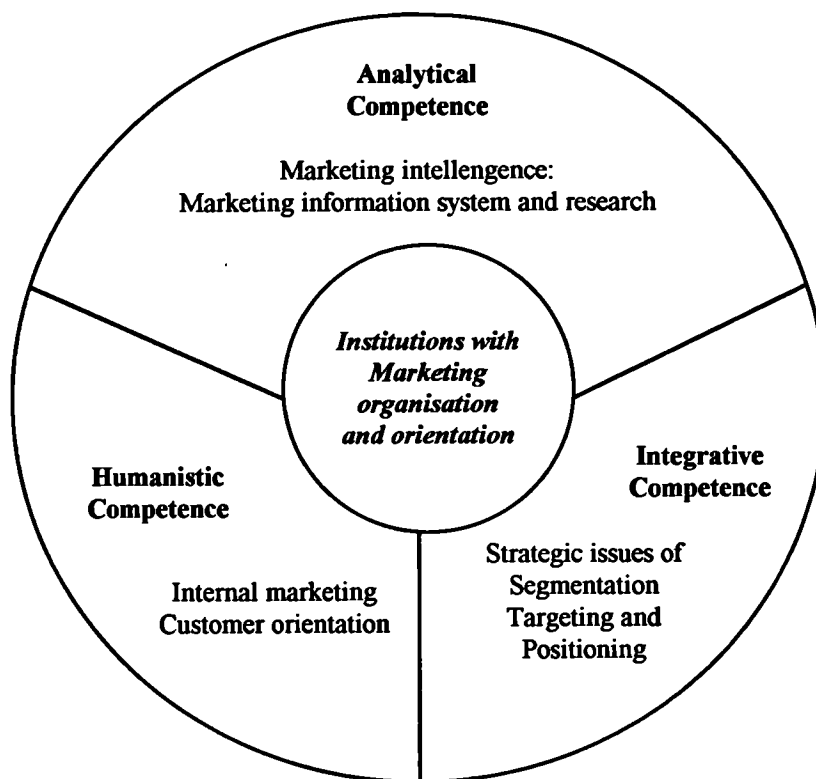 Analytical
Competence
Marketing intellengence:
Marketing information system and research
Institutions with
Marketing
organisation
and orientation
Humanistic
Competence
Internal marketing
Customer orientation
Integrative
Competence
Strategic issues of
Segmentation
Targeting and
Positioning